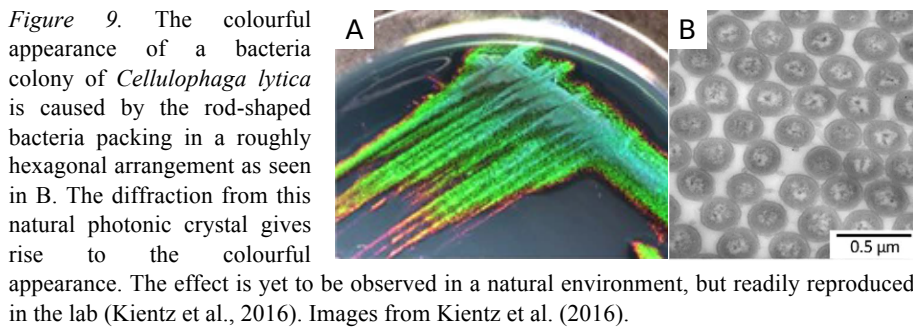 Figure 9. The colourful
appearance of a bacteria
colony of Cellulophaga lytica
is caused by the rod-shaped
bacteria packing in a roughly
hexagonal arrangement as seen
in B. The diffraction from this
natural photonic crystal gives
rise to the colourful
appearance. The effect is yet to be observed in a natural environment, but readily reproduced
in the lab (Kientz et al., 2016). Images from Kientz et al. (2016).
A
B
0.5 µm